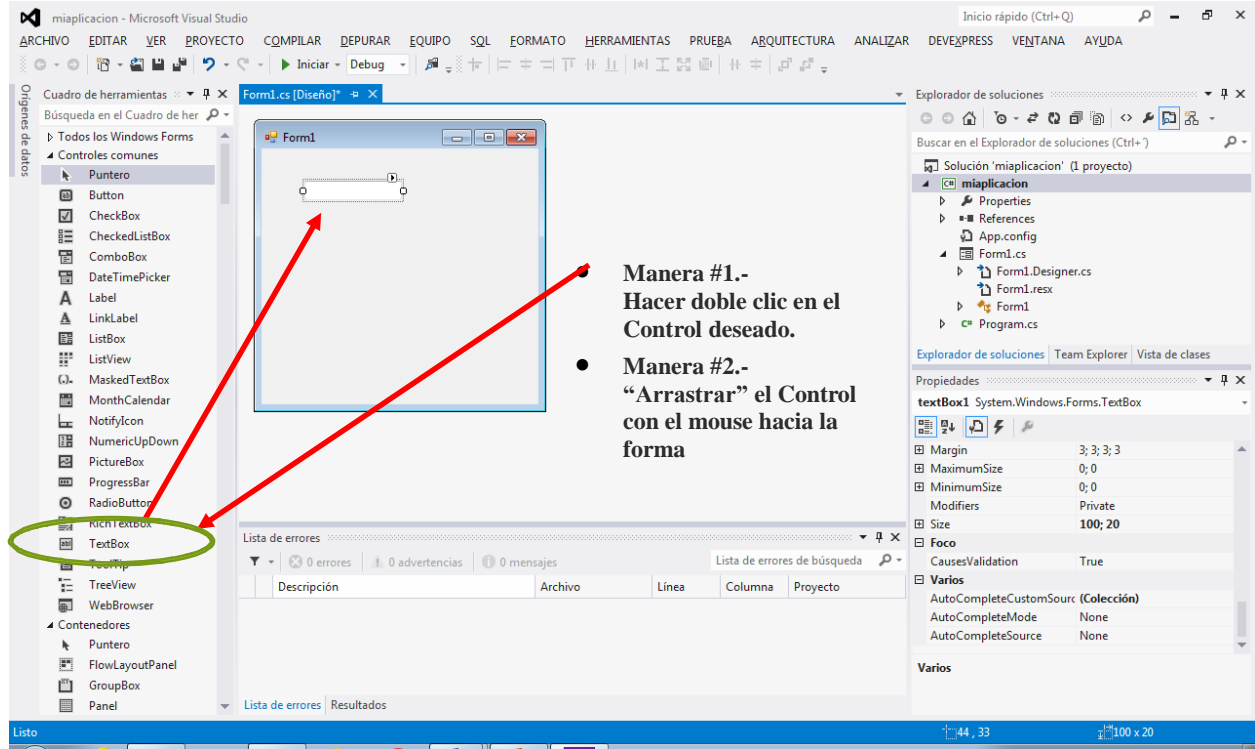 miaplicacion - Microsoft Visual Studio
Inicio rápido (Ctrl+Q)
ARCHIVO EDITAR VER PROYECTO COMPILAR DEPURAR EQUIPO SQL FORMATO HERRAMIENTAS PRUEBA ARQUITECTURA ANALIZAR DEVEXPRESS VENTANA AYUDA
Iniciar Debug
Orígenes de datos
Cuadro de herramientas
Búsqueda en el Cuadro de her
Todos los Windows Forms
Controles comunes
Puntero
Button
CheckBox
CheckedListBox
ComboBox
DateTimePicker
Label
LinkLabel
ListBox
ListView
MaskedTextBox
MonthCalendar
NotifyIcon
NumericUpDown
PictureBox
ProgressBar
RadioButton
RichTextBox
TextBox
ToolTip
TreeView
WebBrowser
Contenedores
Puntero
FlowLayoutPanel
GroupBox
Panel
Form1.cs [Diseño]*
Form1
• Manera #1.-
Hacer doble clic en el
Control deseado.
• Manera #2.-
“Arrastrar” el Control
con el mouse hacia la
forma
Lista de errores
0 errores 0 advertencias 0 mensajes
Lista de errores de búsqueda
Descripción Archivo Línea Columna Proyecto
Lista de errores Resultados
Explorador de soluciones
Buscar en el Explorador de soluciones (Ctrl+´)
Solución 'miaplicacion' (1 proyecto)
miaplicacion
Properties
References
App.config
Form1.cs
Form1.Designer.cs
Form1.resx
Form1
Program.cs
Explorador de soluciones Team Explorer Vista de clases
Propiedades
textBox1 System.Windows.Forms.TextBox
Margin 3; 3; 3; 3
MaximumSize 0; 0
MinimumSize 0; 0
Modifiers Private
Size 100; 20
Foco
CausesValidation True
Varios
AutoCompleteCustomSourc (Colección)
AutoCompleteMode None
AutoCompleteSource None
Varios
Listo
44 , 33
100 x 20